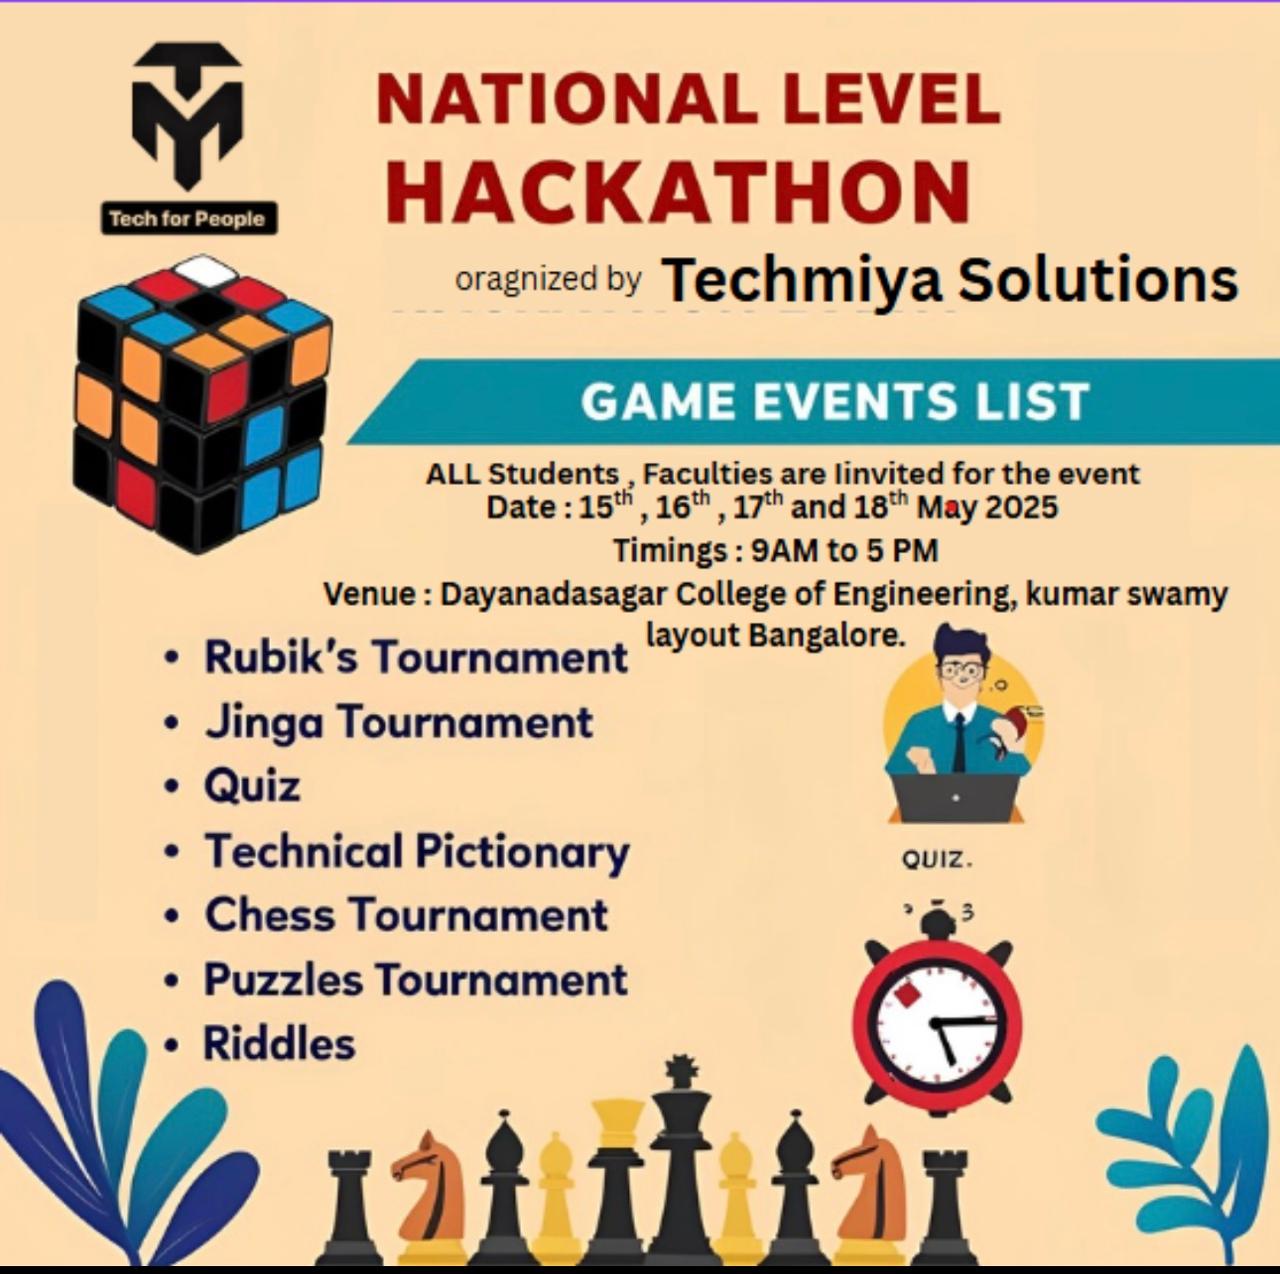 Tech for People
NATIONAL LEVEL
HACKATHON
oragnized by Techmiya Solutions
GAME EVENTS LIST
ALL Students , Faculties are Iinvited for the event
Date : 15th , 16th , 17th and 18th May 2025
Timings : 9AM to 5 PM
Venue : Dayanadasagar College of Engineering, kumar swamy
layout Bangalore.
• Rubik's Tournament
• Jinga Tournament
• Quiz
• Technical Pictionary
• Chess Tournament
• Puzzles Tournament
• Riddles
QUIZ.